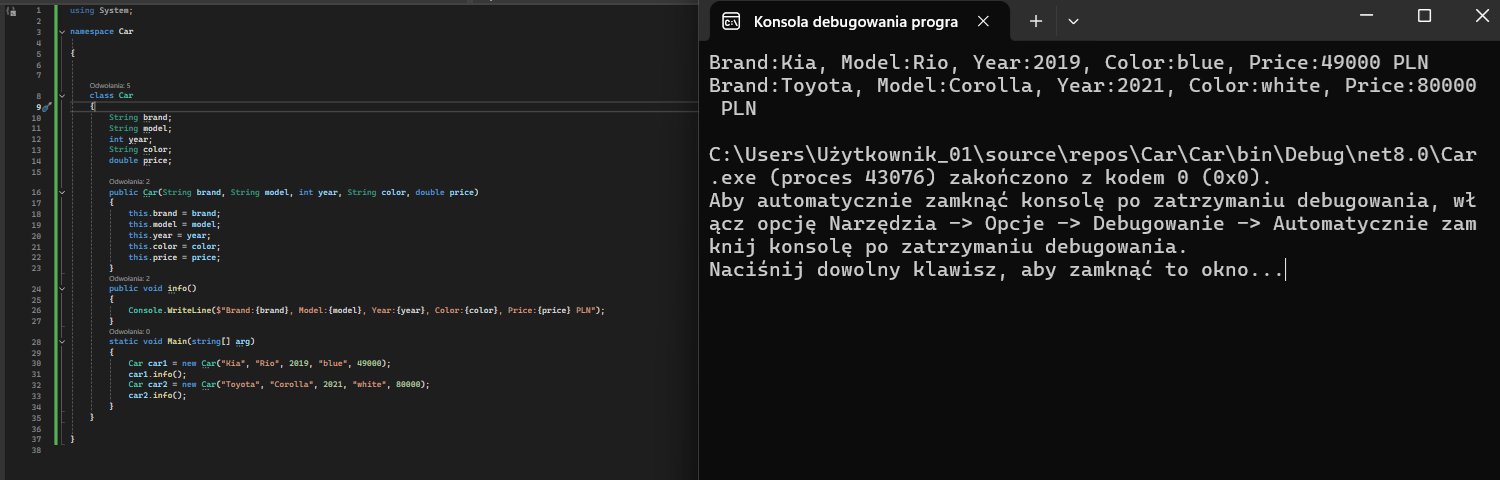 1 using System;
2
3 namespace Car
4
5 {
6
7
Odwołania: 5
8 class Car
9 {
10 String brand;
11 String model;
12 int year;
13 String color;
14 double price;
15
Odwołania: 2
16 public Car(String brand, String model, int year, String color, double price)
17 {
18 this.brand = brand;
19 this.model = model;
20 this.year = year;
21 this.color = color;
22 this.price = price;
23 }
Odwołania: 2
24 public void info()
25 {
26 Console.WriteLine($"Brand:{brand}, Model:{model}, Year:{year}, Color:{color}, Price:{price} PLN");
27 }
Odwołania: 0
28 static void Main(string[] arg)
29 {
30 Car car1 = new Car("Kia", "Rio", 2019, "blue", 49000);
31 car1.info();
32 Car car2 = new Car("Toyota", "Corolla", 2021, "white", 80000);
33 car2.info();
34 }
35 }
36
37 }
38
Konsola debugowania progra
Brand:Kia, Model:Rio, Year:2019, Color:blue, Price:49000 PLN
Brand:Toyota, Model:Corolla, Year:2021, Color:white, Price:80000
PLN
C:\Users\Użytkownik_01\source\repos\Car\Car\bin\Debug\net8.0\Car
.exe (proces 43076) zakończono z kodem 0 (0x0).
Aby automatycznie zamknąć konsolę po zatrzymaniu debugowania, wł
ącz opcję Narzędzia -> Opcje -> Debugowanie -> Automatycznie zam
knij konsolę po zatrzymaniu debugowania.
Naciśnij dowolny klawisz, aby zamknąć to okno...